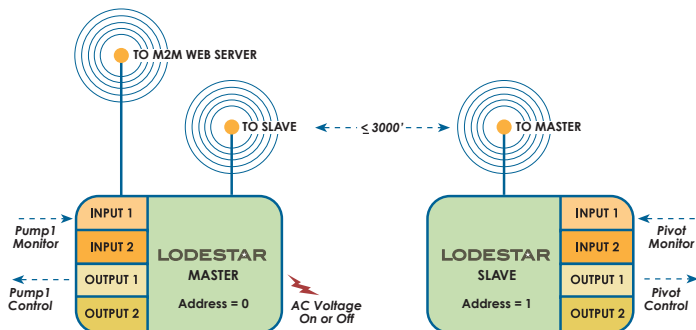 TO M2M WEB SERVER
TO SLAVE
≤ 3000'
TO MASTER
INPUT 1
INPUT 2
OUTPUT 1
OUTPUT 2
Pump1
Monitor
Pump1
Control
LODESTAR
MASTER
Address = 0
AC Voltage
On or Off
LODESTAR
SLAVE
Address = 1
INPUT 1
INPUT 2
OUTPUT 1
OUTPUT 2
Pivot
Monitor
Pivot
Control